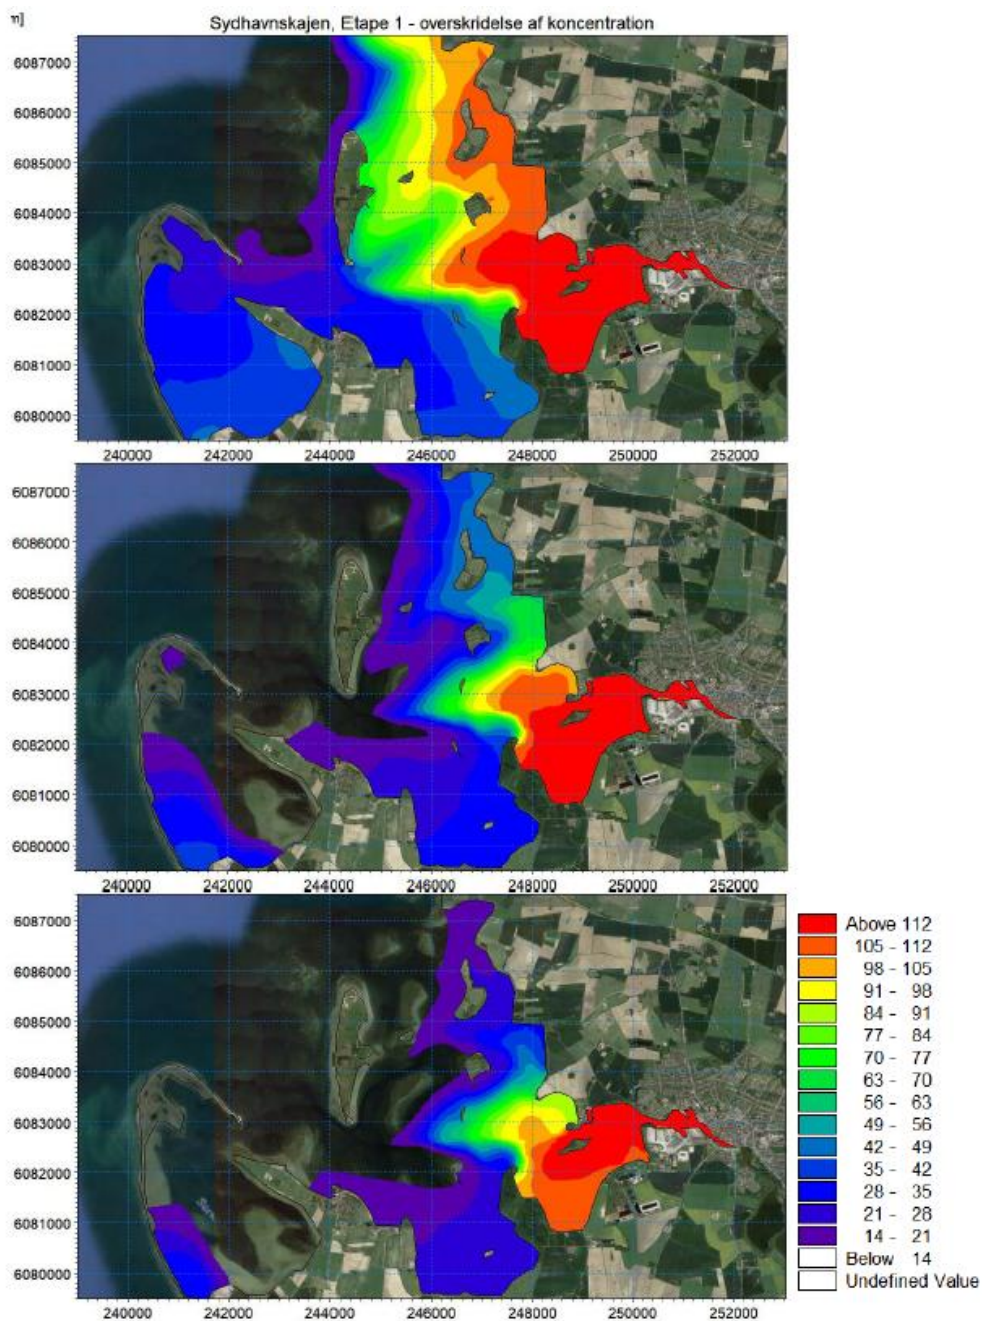 m]
Sydhavnskajen, Etape 1 - overskridelse af koncentration
6087000
6086000
6085000
6084000
6083000
6082000
6081000
6080000
240000 242000 244000 246000 248000 250000 252000
6087000
6086000
6085000
6084000
6083000
6082000
6081000
6080000
240000 242000 244000 246000 248000 250000 252000
6087000
6086000
6085000
6084000
6083000
6082000
6081000
6080000
240000 242000 244000 246000 248000 250000 252000
Above 112
105 - 112
98 - 105
91 - 98
84 - 91
77 - 84
70 - 77
63 - 70
56 - 63
49 - 56
42 - 49
35 - 42
28 - 35
21 - 28
14 - 21
Below 14
Undefined Value